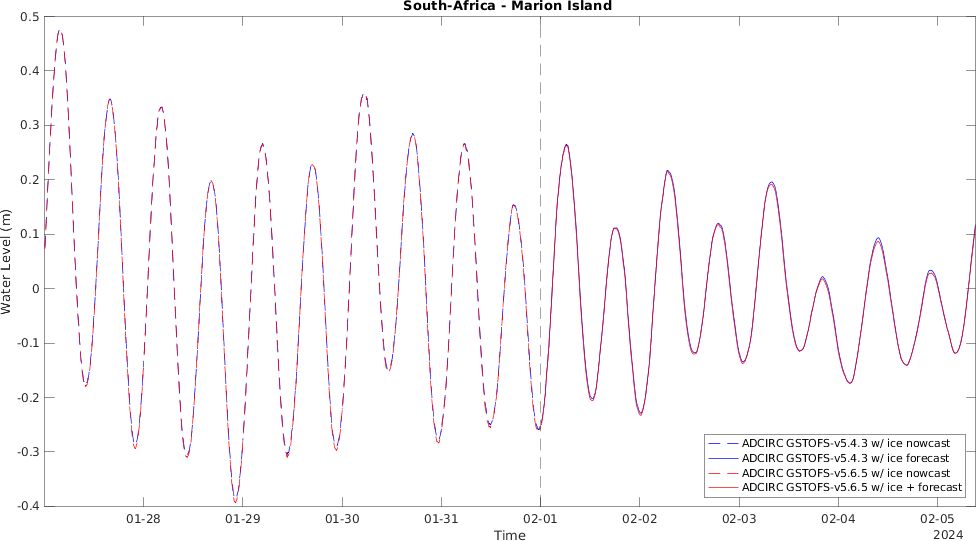 South-Africa - Marion Island
0.5
0.4
0.3
0.2
0.1
0
-0.1
-0.2
-0.3
-0.4
Water Level (m)
01-28 01-29 01-30 01-31 02-01 02-02 02-03 02-04 02-05
Time
2024
ADCIRC GSTOFS-v5.4.3 w/ ice nowcast
ADCIRC GSTOFS-v5.4.3 w/ ice forecast
ADCIRC GSTOFS-v5.6.5 w/ ice nowcast
ADCIRC GSTOFS-v5.6.5 w/ ice + forecast